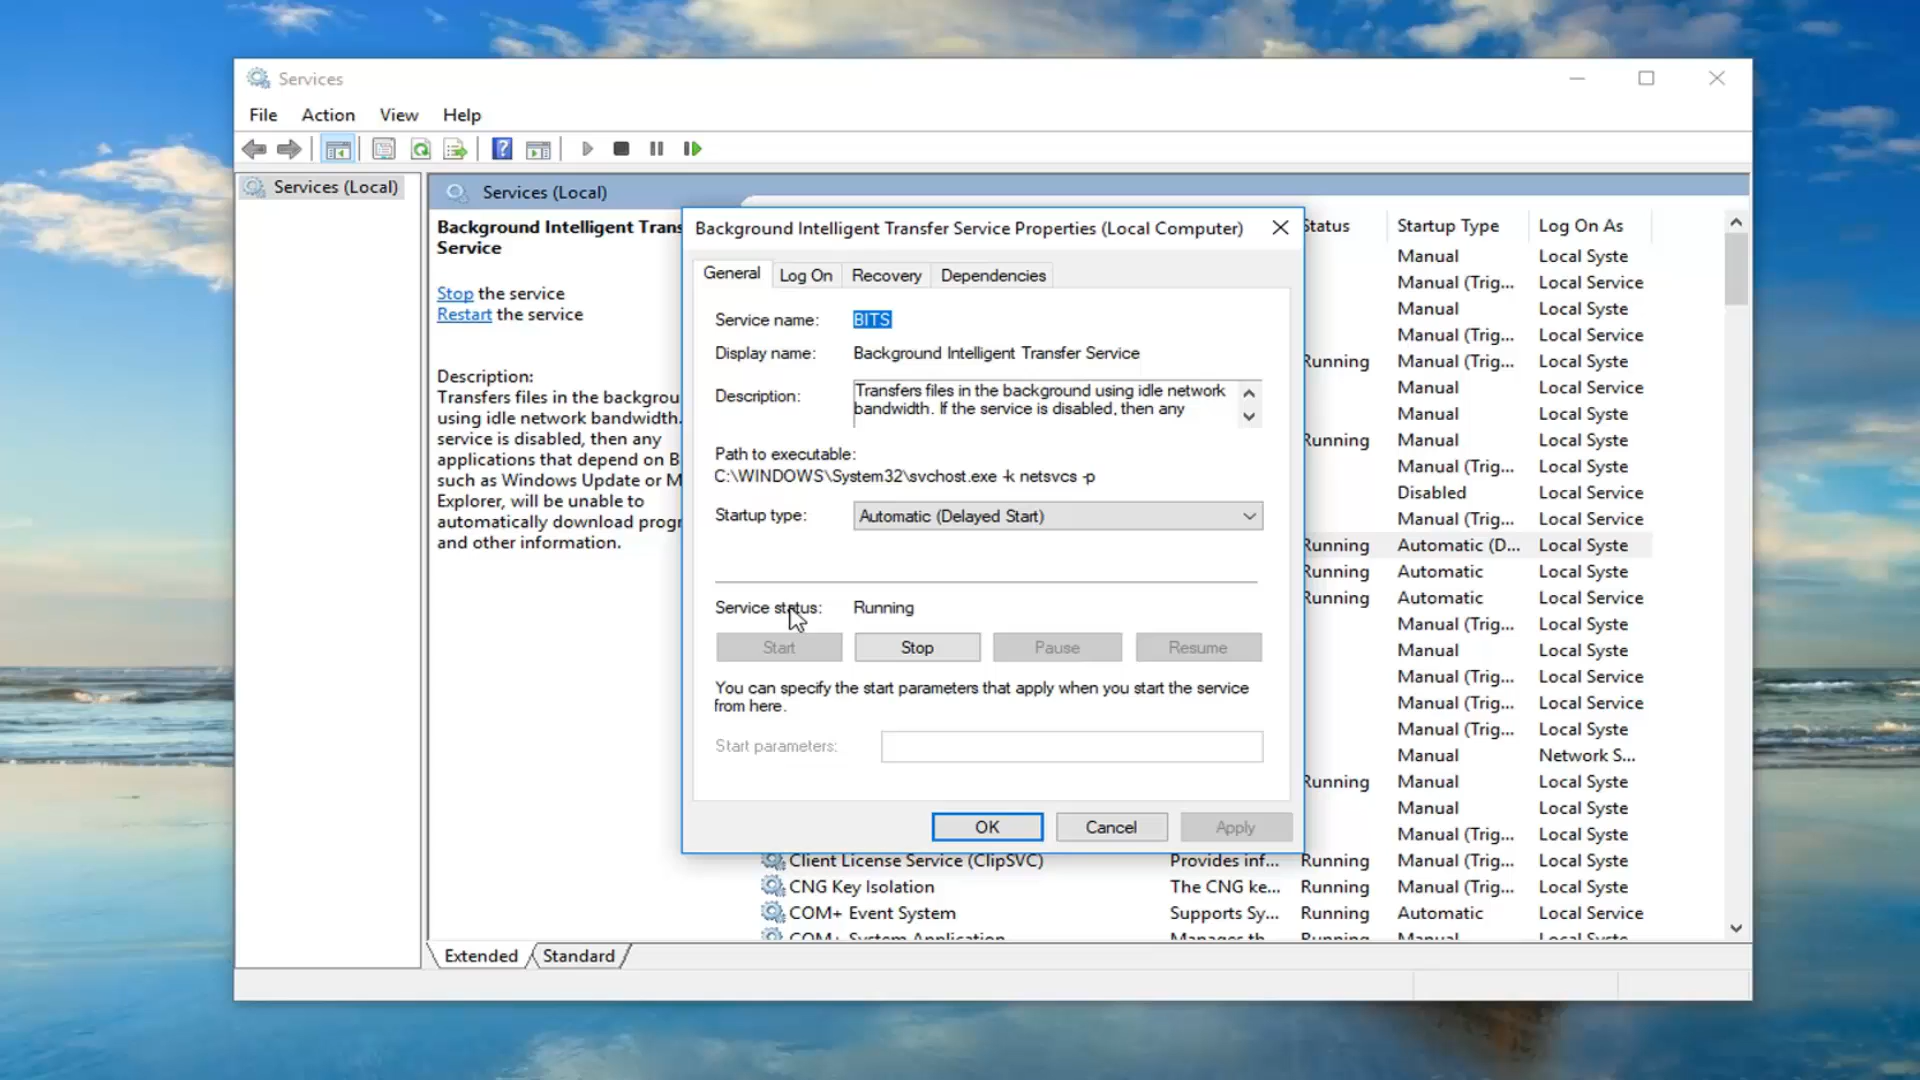 Services
File Action View Help
Services (Local)
Services (Local)
Background Intelligent Trans
Service
Stop the service
Restart the service
Description:
Transfers files in the backgrou
using idle network bandwidth.
service is disabled, then any
applications that depend on B
such as Windows Update or M
Explorer, will be unable to
automatically download progr
and other information.
Background Intelligent Transfer Service Properties (Local Computer)
General Log On Recovery Dependencies
Service name: BITS
Display name: Background Intelligent Transfer Service
Description: Transfers files in the background using idle network
bandwidth. If the service is disabled, then any
Path to executable:
C:\WINDOWS\System32\svchost.exe -k netsvcs -p
Startup type: Automatic (Delayed Start)
Service status: Running
Start Stop Pause Resume
You can specify the start parameters that apply when you start the service
from here.
Start parameters:
OK Cancel Apply
Status Startup Type Log On As
Manual Local Syste
Manual (Trig... Local Service
Manual Local Syste
Manual (Trig... Local Service
Running Manual (Trig... Local Syste
Manual Local Service
Manual Local Syste
Running Manual Local Syste
Manual (Trig... Local Syste
Disabled Local Service
Manual (Trig... Local Service
Running Automatic (D... Local Syste
Running Automatic Local Syste
Running Automatic Local Service
Manual (Trig... Local Syste
Manual Local Syste
Manual (Trig... Local Syste
Manual (Trig... Local Service
Manual (Trig... Local Syste
Manual Network S...
Running Manual Local Syste
Manual Local Syste
Manual (Trig... Local Syste
Client License Service (ClipSVC) Provides inf... Running Manual (Trig... Local Syste
CNG Key Isolation The CNG ke... Running Manual (Trig... Local Syste
COM+ Event System Supports Sy... Running Automatic Local Service
COM+ System Application Manages th... Running Manual Local Syste
Extended Standard